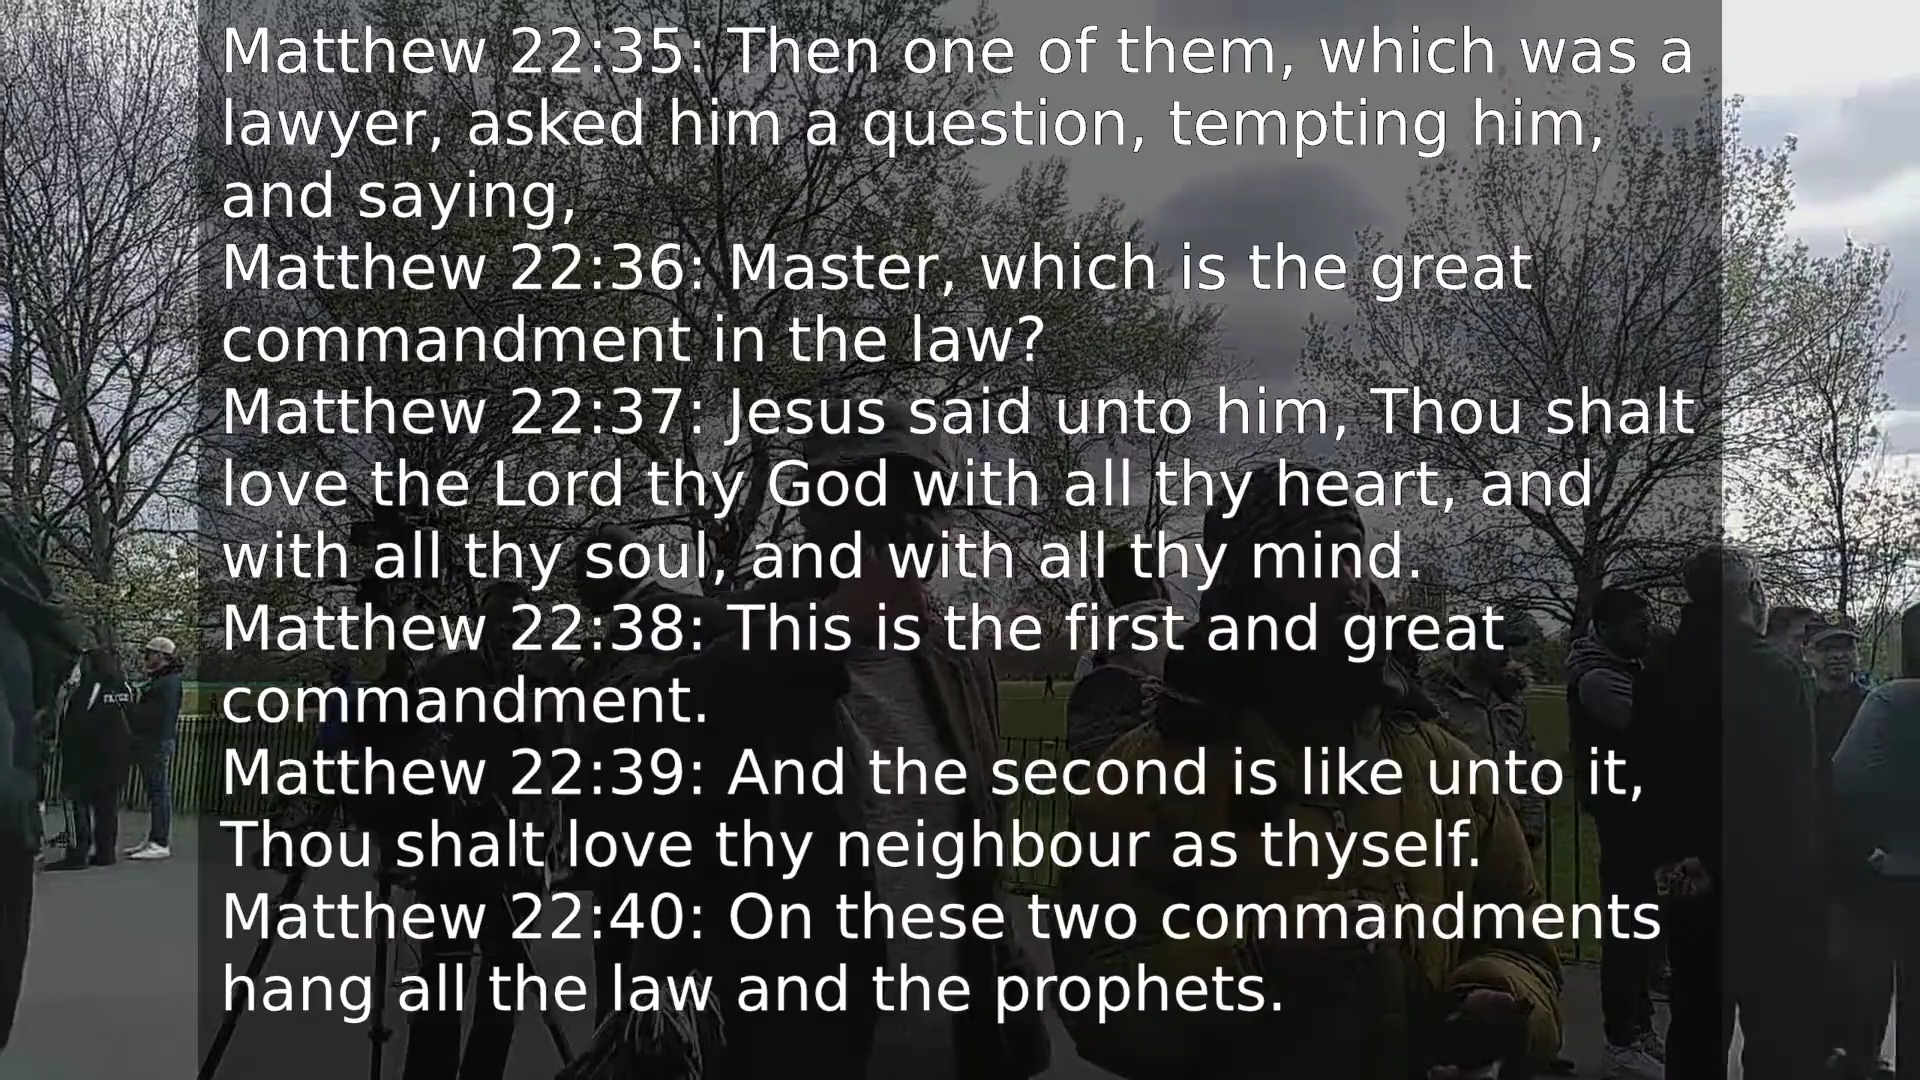 Matthew 22:35: Then one of them, which was a
lawyer, asked him a question, tempting him,
and saying,
Matthew 22:36: Master, which is the great
commandment in the law?
Matthew 22:37: Jesus said unto him, Thou shalt
love the Lord thy God with all thy heart, and
with all thy soul, and with all thy mind.
Matthew 22:38: This is the first and great
commandment.
Matthew 22:39: And the second is like unto it,
Thou shalt love thy neighbour as thyself.
Matthew 22:40: On these two commandments
hang all the law and the prophets.